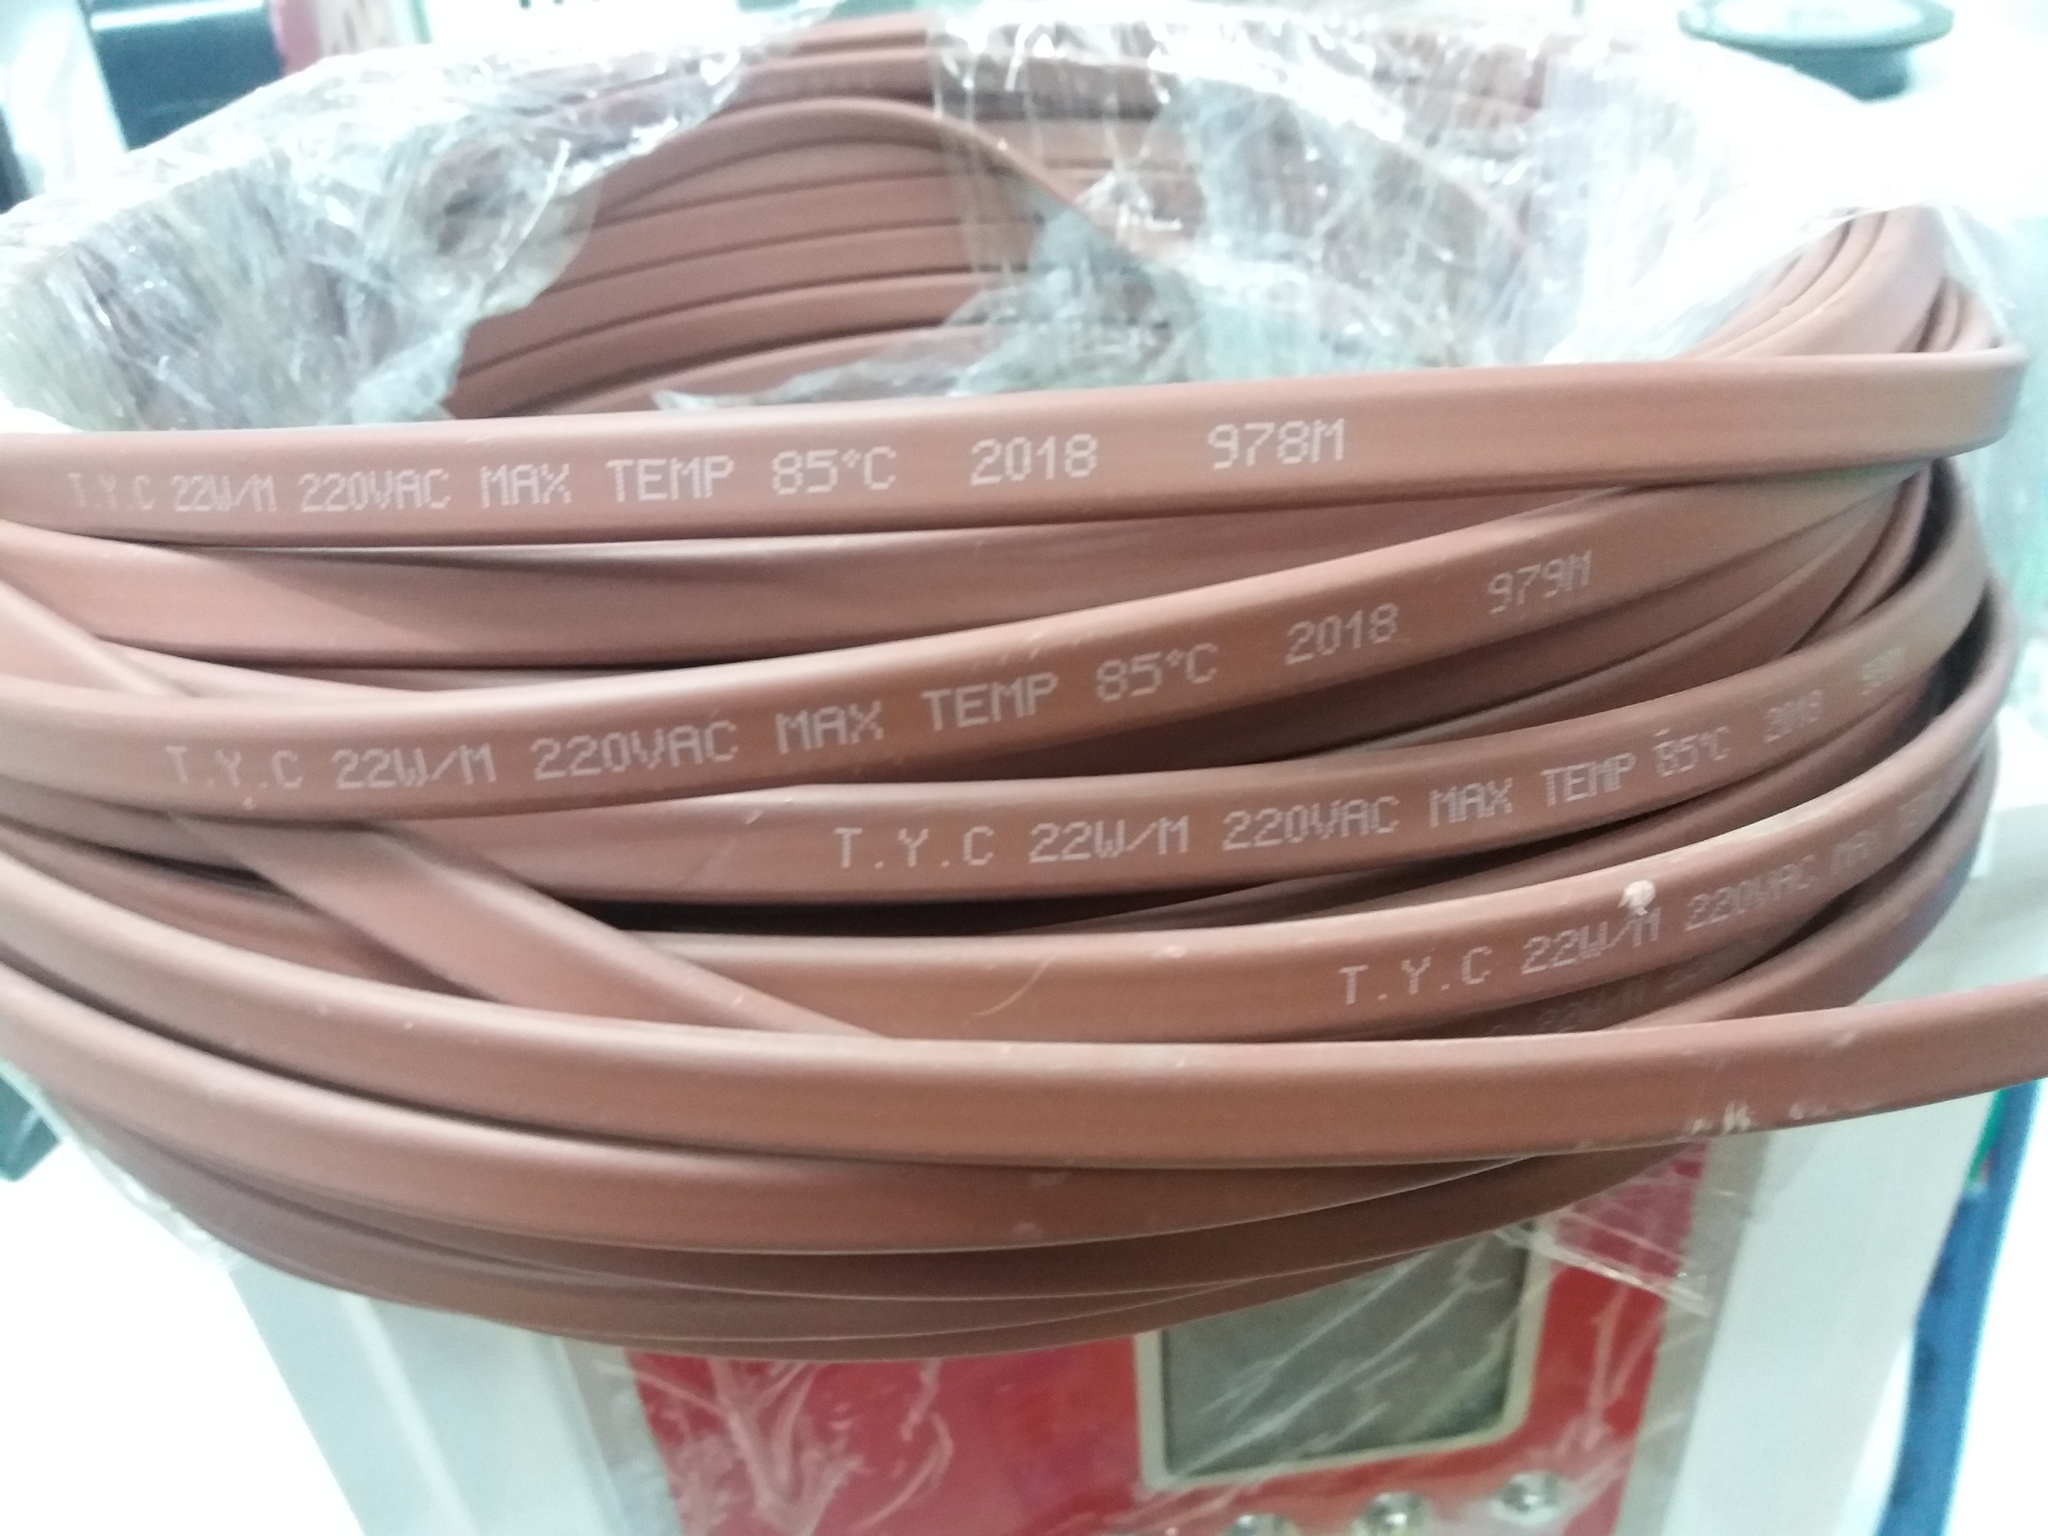 T.Y.C 22W/M 220VAC MAX TEMP 85°C 2018 978M
T.Y.C 22W/M 220VAC MAX TEMP 85°C 2018 979M
T.Y.C 22W/M 220VAC MAX TEMP 85°C 2018
T.Y.C 22W/M 220VAC MAX